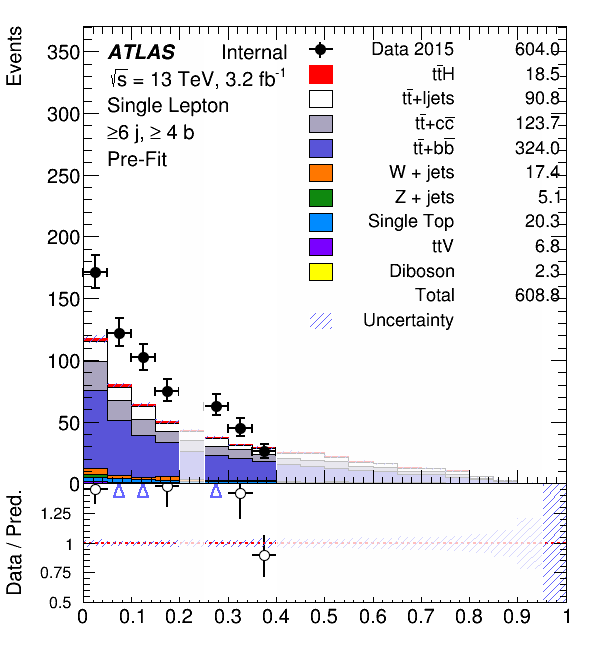 ATLAS Internal
√s = 13 TeV, 3.2 fb⁻¹
Single Lepton
≥6 j, ≥ 4 b
Pre-Fit
Data 2015 604.0
tt̄H 18.5
tt̄+ljets 90.8
tt̄+cc̄ 123.7
tt̄+bb̄ 324.0
W + jets 17.4
Z + jets 5.1
Single Top 20.3
ttV 6.8
Diboson 2.3
Total 608.8
Uncertainty
Events
350
300
250
200
150
100
50
0
Data / Pred.
1.25
1
0.75
0.5
0 0.1 0.2 0.3 0.4 0.5 0.6 0.7 0.8 0.9 1